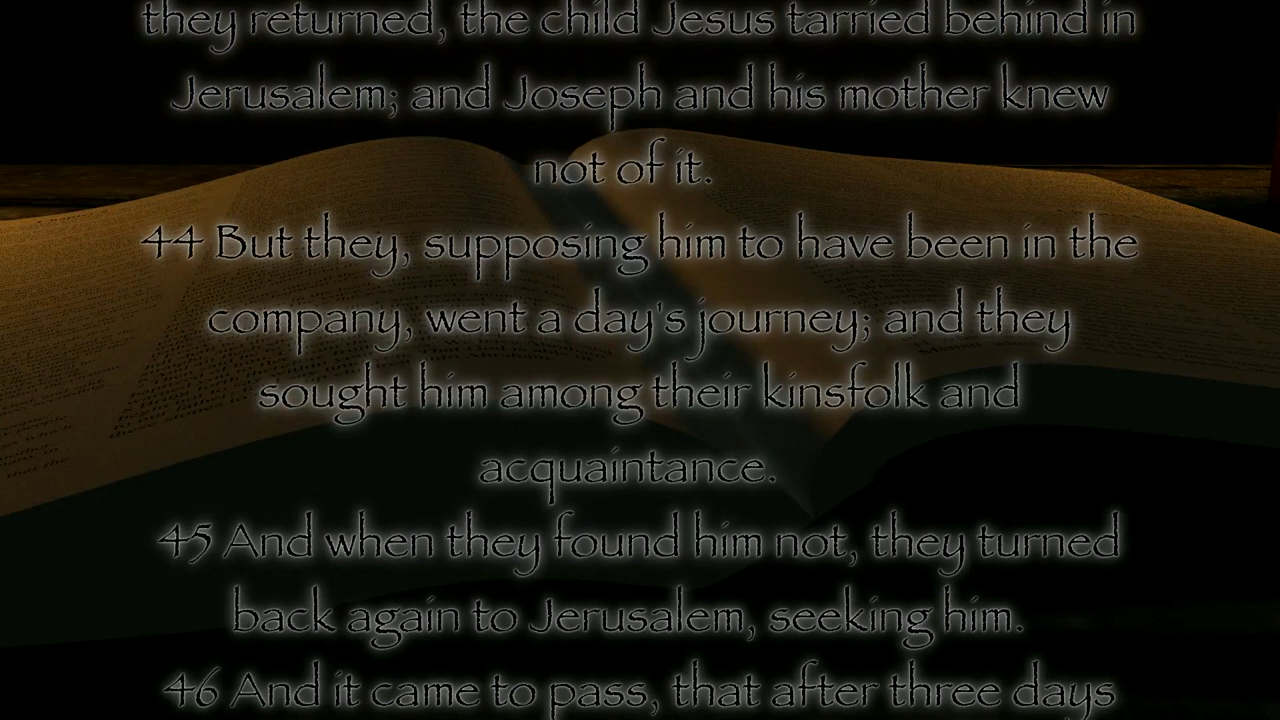 they returned, the child Jesus tarried behind in
Jerusalem; and Joseph and his mother knew
not of it.
44 But they, supposing him to have been in the
company, went a day's journey; and they
sought him among their kinsfolk and
acquaintance.
45 And when they found him not, they turned
back again to Jerusalem, seeking him.
46 And it came to pass, that after three days